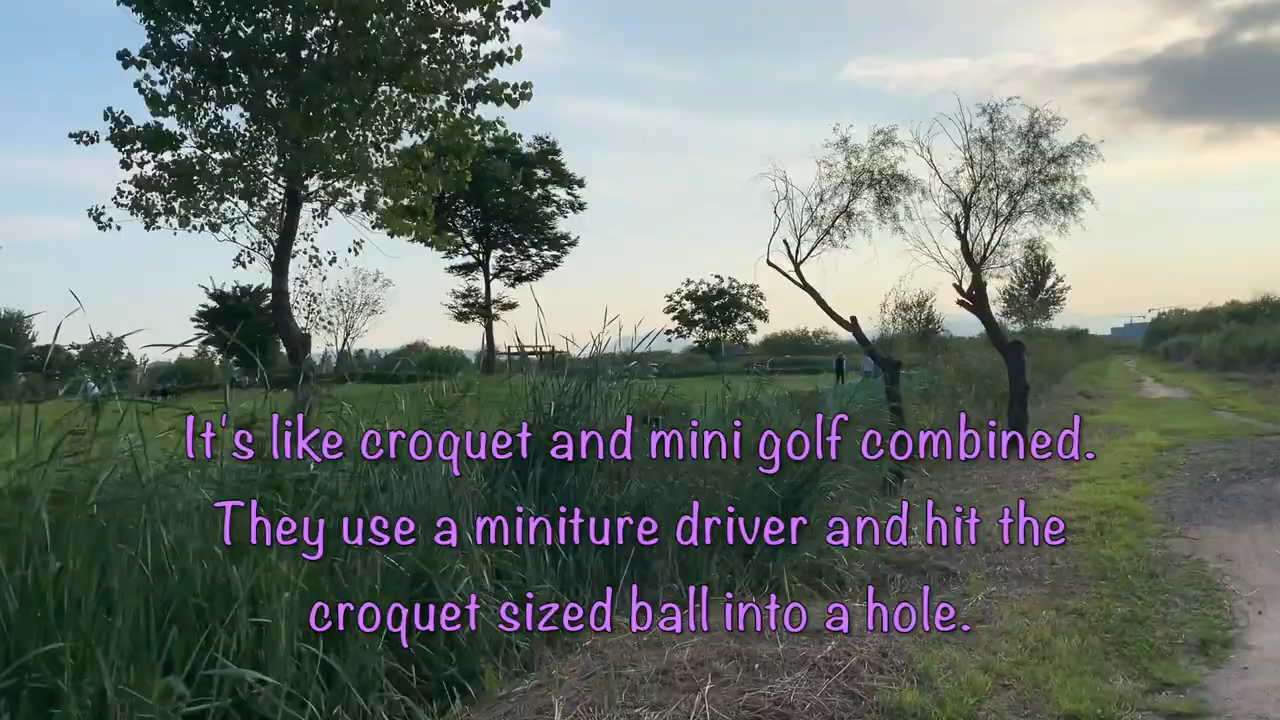 It's like croquet and mini golf combined.
They use a miniture driver and hit the
croquet sized ball into a hole.